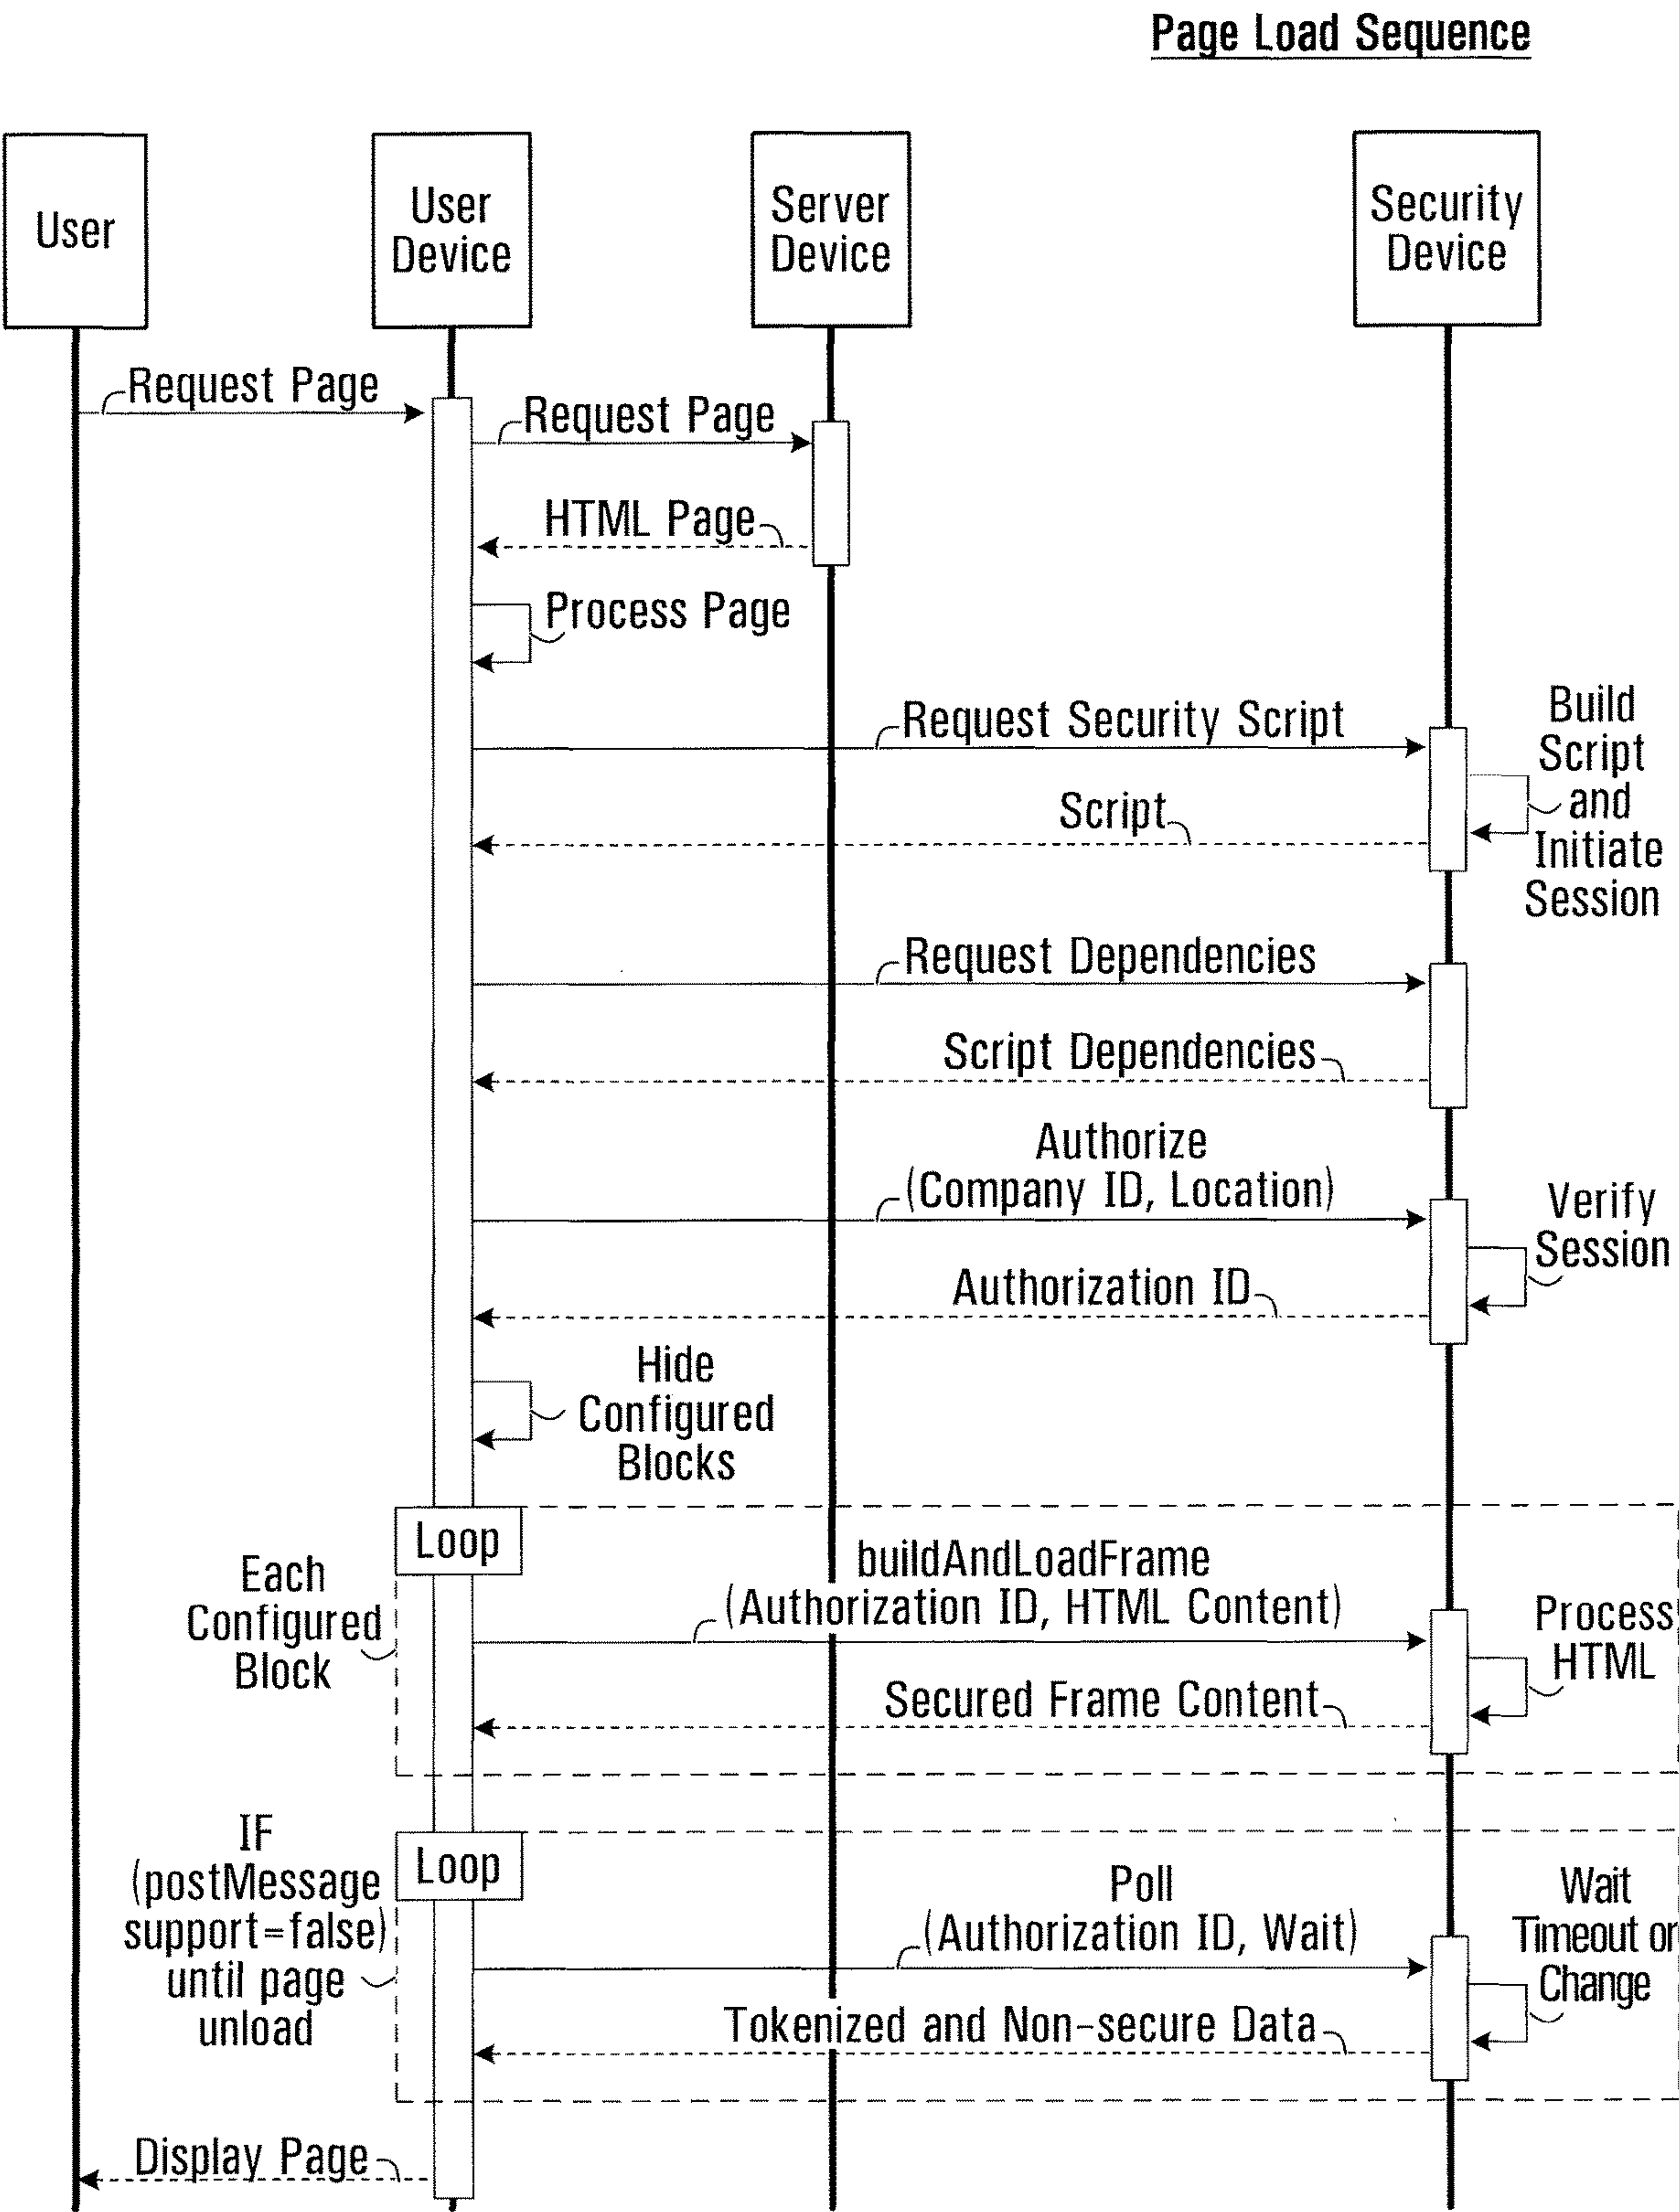 Page Load Sequence
User
User
Device
Server
Device
Security
Device
Request Page
Request Page
HTML Page
Process Page
Request Security Script
Build
Script
and
Initiate
Session
Script
Request Dependencies
Script Dependencies
Authorize
(Company ID, Location)
Verify
Session
Authorization ID
Hide
Configured
Blocks
Loop
Each
Configured
Block
buildAndLoadFrame
(Authorization ID, HTML Content)
Process
HTML
Secured Frame Content
IF
(postMessage
support=false)
until page
unload
Loop
Poll
(Authorization ID, Wait)
Wait
Timeout or
Change
Tokenized and Non-secure Data
Display Page